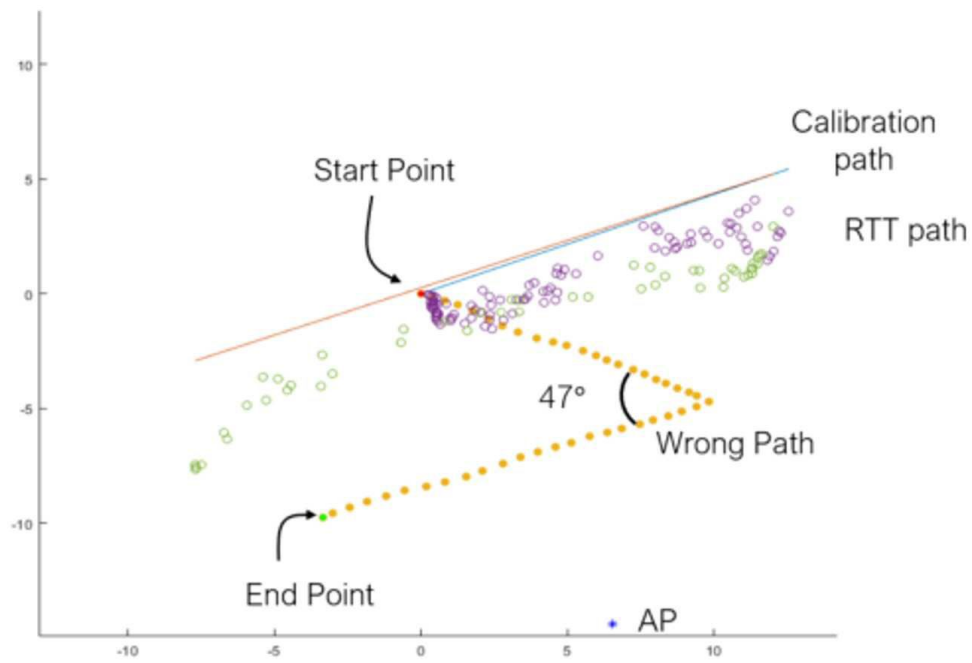 10
Calibration
path
Start Point
5
RTT path
0
47°
-5
Wrong Path
-10
End Point
AP
-10
-5
0
5
10